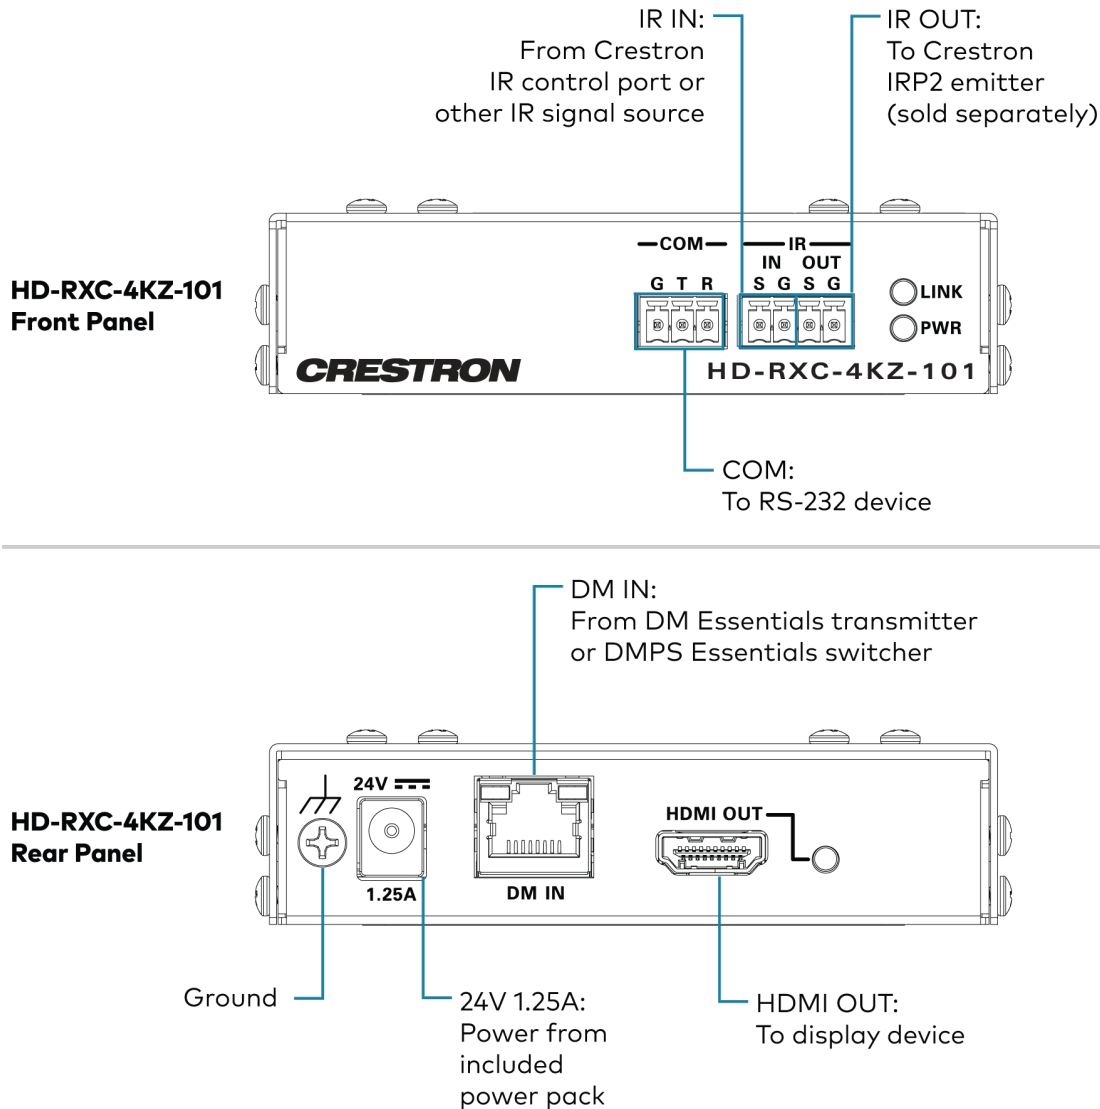 IR IN:
From Crestron
IR control port or
other IR signal source
IR OUT:
To Crestron
IRP2 emitter
(sold separately)
HD-RXC-4KZ-101
Front Panel
COM
G T R
IR
IN OUT
S G S G
LINK
PWR
CRESTRON
HD-RXC-4KZ-101
COM:
To RS-232 device
DM IN:
From DM Essentials transmitter
or DMPS Essentials switcher
HD-RXC-4KZ-101
Rear Panel
24V
1.25A
DM IN
HDMI OUT
Ground
24V 1.25A:
Power from
included
power pack
HDMI OUT:
To display device